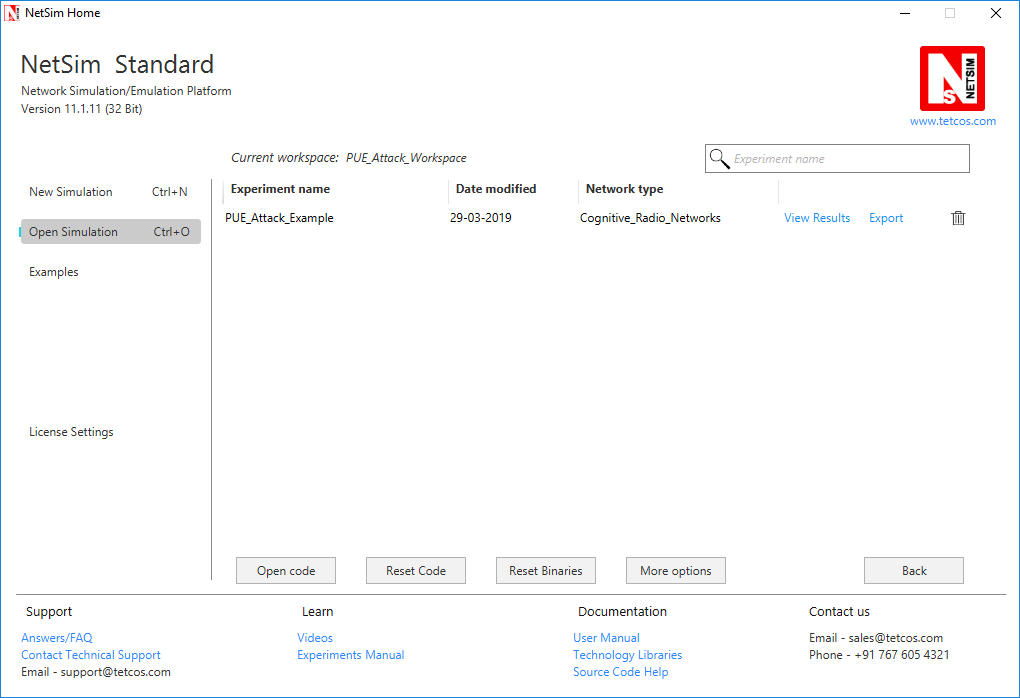 NetSim Home
NetSim Standard
Network Simulation/Emulation Platform
Version 11.1.11 (32 Bit)
NS NETSIM
www.tetcos.com
Current workspace: PUE_Attack_Workspace
Experiment name
New Simulation Ctrl+N
Open Simulation Ctrl+O
Examples
License Settings
Experiment name Date modified Network type
PUE_Attack_Example 29-03-2019 Cognitive_Radio_Networks View Results Export
Open code Reset Code Reset Binaries More options Back
Support
Answers/FAQ
Contact Technical Support
Email - support@tetcos.com
Learn
Videos
Experiments Manual
Documentation
User Manual
Technology Libraries
Source Code Help
Contact us
Email - sales@tetcos.com
Phone - +91 767 605 4321